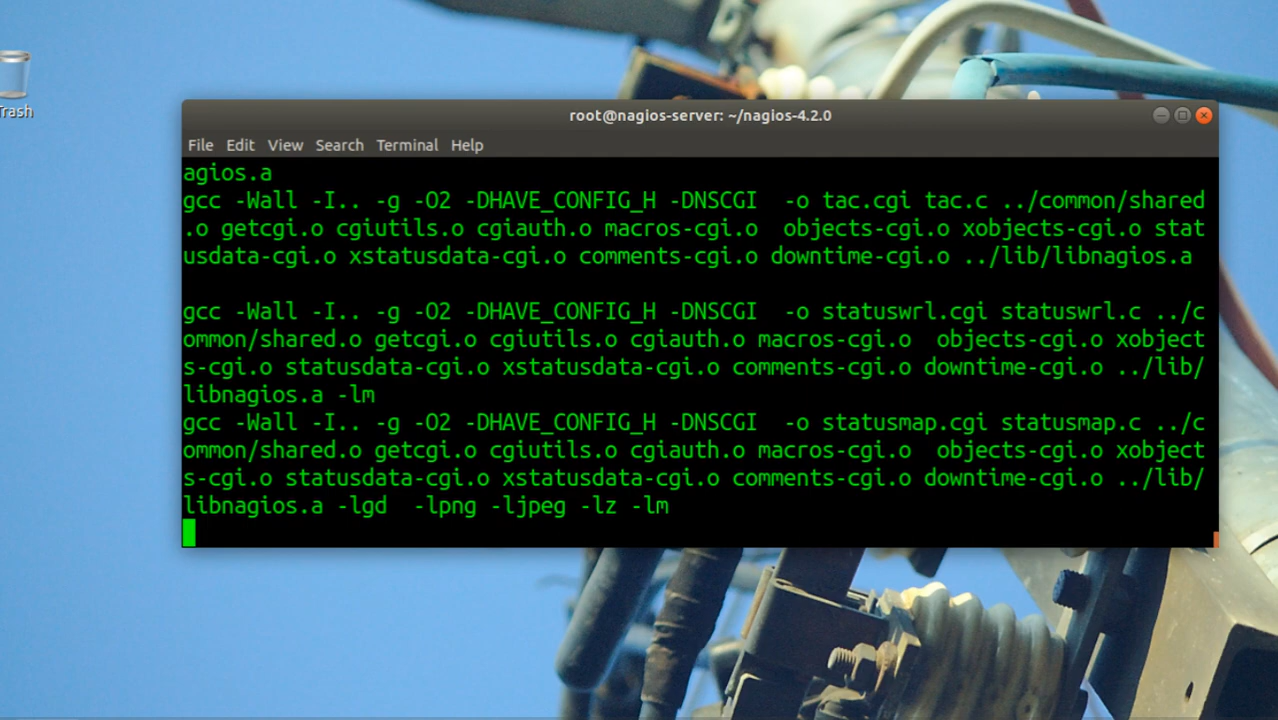 Trash
root@nagios-server: ~/nagios-4.2.0
File Edit View Search Terminal Help
agios.a
gcc -Wall -I.. -g -O2 -DHAVE_CONFIG_H -DNSCGI  -o tac.cgi tac.c ../common/shared
.o getcgi.o cgiutils.o cgiauth.o macros-cgi.o  objects-cgi.o xobjects-cgi.o stat
usdata-cgi.o xstatusdata-cgi.o comments-cgi.o downtime-cgi.o ../lib/libnagios.a
gcc -Wall -I.. -g -O2 -DHAVE_CONFIG_H -DNSCGI  -o statuswrl.cgi statuswrl.c ../c
ommon/shared.o getcgi.o cgiutils.o cgiauth.o macros-cgi.o  objects-cgi.o xobject
s-cgi.o statusdata-cgi.o xstatusdata-cgi.o comments-cgi.o downtime-cgi.o ../lib/
libnagios.a -lm
gcc -Wall -I.. -g -O2 -DHAVE_CONFIG_H -DNSCGI  -o statusmap.cgi statusmap.c ../c
ommon/shared.o getcgi.o cgiutils.o cgiauth.o macros-cgi.o  objects-cgi.o xobject
s-cgi.o statusdata-cgi.o xstatusdata-cgi.o comments-cgi.o downtime-cgi.o ../lib/
libnagios.a -lgd  -lpng -ljpeg -lz -lm